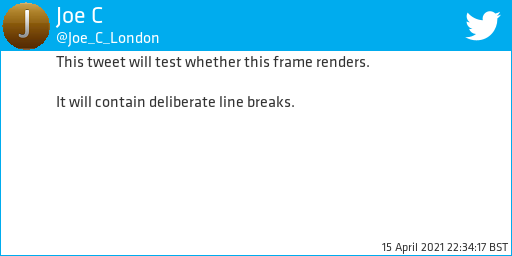 J
Joe C
@Joe_C_London
This tweet will test whether this frame renders.
It will contain deliberate line breaks.
15 April 2021 22:34:17 BST